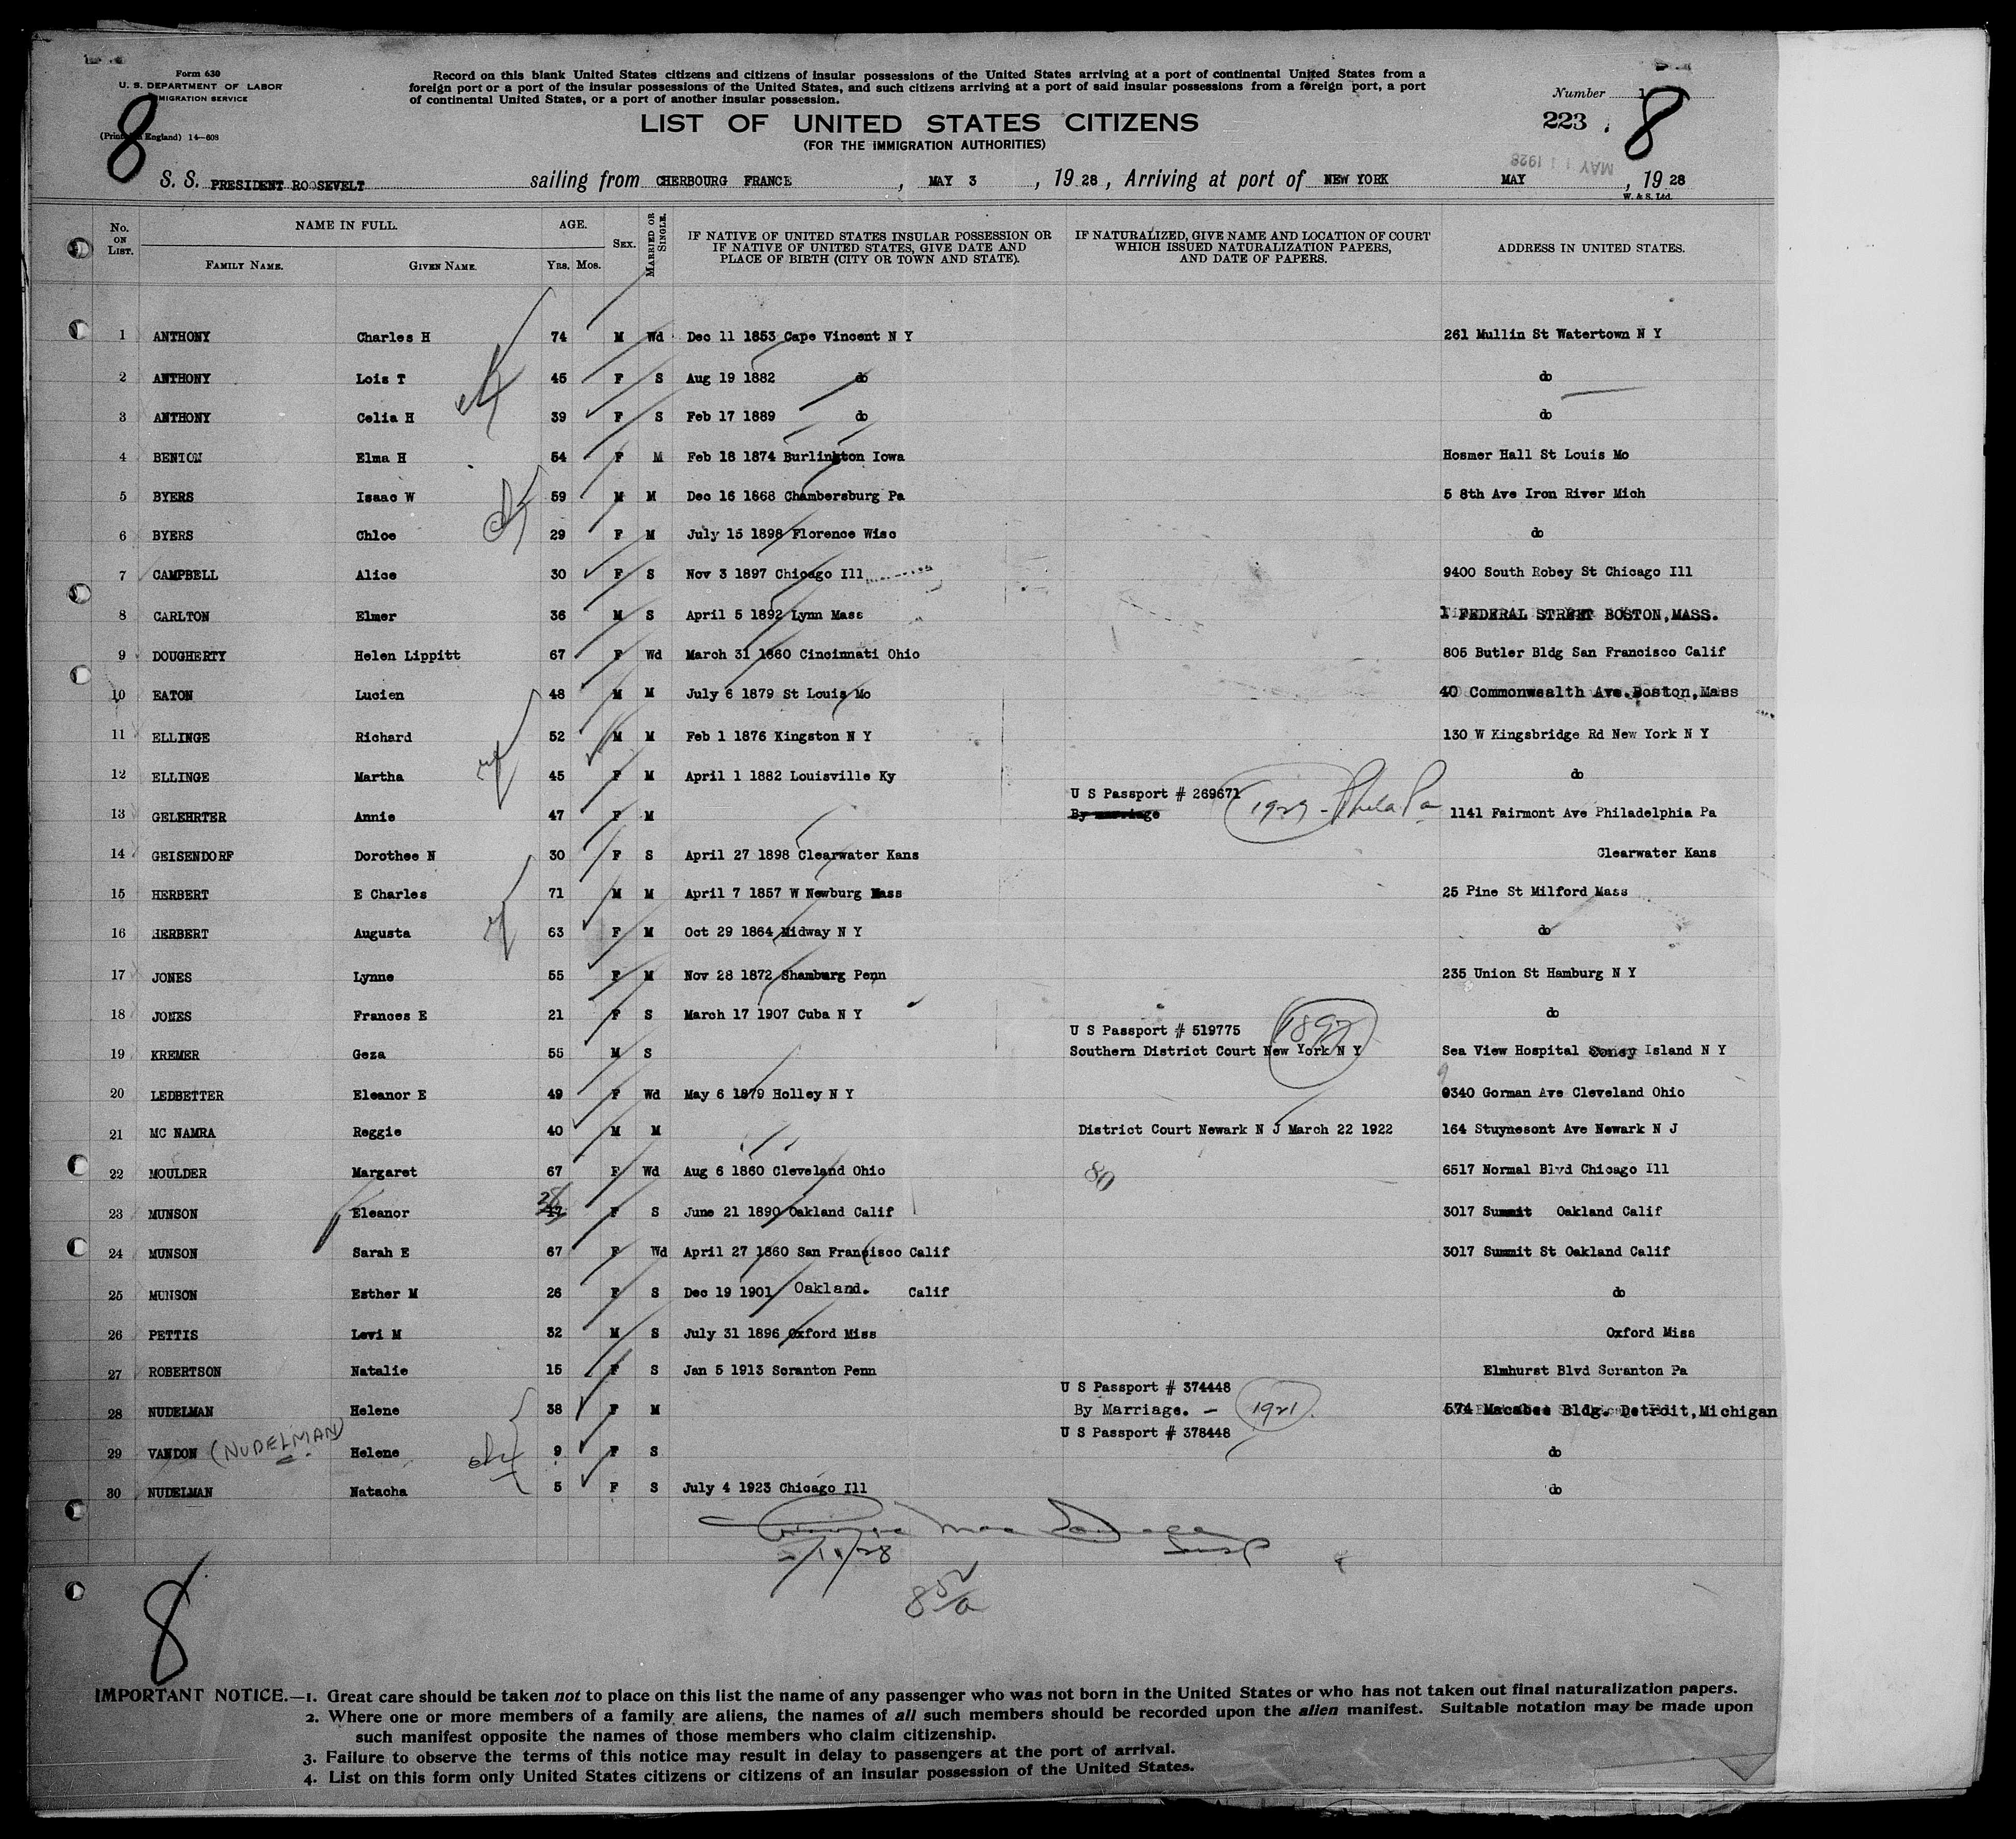 Form 630
U. S. DEPARTMENT OF LABOR
IMMIGRATION SERVICE
(Printed in England) 14—608
8
Record on this blank United States citizens and citizens of insular possessions of the United States arriving at a port of continental United States from a
foreign port or a port of the insular possessions of the United States, and such citizens arriving at a port of said insular possessions from a foreign port, a port
of continental United States, or a port of another insular possession.
Number 1
223
8
LIST OF UNITED STATES CITIZENS
(FOR THE IMMIGRATION AUTHORITIES)
MAY 11 1928
S. S. PRESIDENT ROOSEVELT sailing from CHERBOURG FRANCE, MAY 3, 1928, Arriving at port of NEW YORK MAY, 1928
W. & S. Ltd.
No. ON LIST. NAME IN FULL. FAMILY NAME. GIVEN NAME. AGE. YRS. MOS. SEX. MARRIED OR SINGLE. IF NATIVE OF UNITED STATES INSULAR POSSESSION OR IF NATIVE OF UNITED STATES, GIVE DATE AND PLACE OF BIRTH (CITY OR TOWN AND STATE). IF NATURALIZED, GIVE NAME AND LOCATION OF COURT WHICH ISSUED NATURALIZATION PAPERS, AND DATE OF PAPERS. ADDRESS IN UNITED STATES.
1 ANTHONY Charles H 74 M Wd Dec 11 1853 Cape Vincent N Y 261 Mullin St Watertown N Y
2 ANTHONY Lois T 45 F S Aug 19 1882 do do
3 ANTHONY Celia H 39 F S Feb 17 1889 do do
4 BENTON Elma H 54 F M Feb 18 1874 Burlington Iowa Hosmer Hall St Louis Mo
5 BYERS Isaac W 59 M M Dec 16 1868 Chambersburg Pa 5 8th Ave Iron River Mich
6 BYERS Chloe 29 F M July 15 1898 Florence Wisc do
7 CAMPBELL Alice 30 F S Nov 3 1897 Chicago Ill 9400 South Robey St Chicago Ill
8 CARLTON Elmer 36 M S April 5 1892 Lynn Mass 1 FEDERAL STREET BOSTON, MASS.
9 DOUGHERTY Helen Lippitt 67 F Wd March 31 1860 Cincinnati Ohio 805 Butler Bldg San Francisco Calif
10 EATON Lucien 48 M M July 6 1879 St Louis Mo 40 Commonwealth Ave. Boston, Mass
11 ELLINGE Richard 52 M M Feb 1 1876 Kingston N Y 130 W Kingsbridge Rd New York N Y
12 ELLINGE Martha 45 F M April 1 1882 Louisville Ky do
U S Passport # 269671
13 GELEHRTER Annie 47 F M By marriage Phila Pa 1141 Fairmont Ave Philadelphia Pa
14 GEISENDORF Dorothee N 30 F S April 27 1898 Clearwater Kans Clearwater Kans
15 HERBERT E Charles 71 M M April 7 1857 W Newburg Mass 25 Pine St Milford Mass
16 HERBERT Augusta 63 F M Oct 29 1864 Midway N Y do
17 JONES Lynne 55 F M Nov 28 1872 Shamburg Penn 235 Union St Hamburg N Y
18 JONES Frances E 21 F S March 17 1907 Cuba N Y do
U S Passport # 519775
19 KREMER Geza 55 M S Southern District Court New York N Y 1892 Sea View Hospital Coney Island N Y
20 LEDBETTER Eleanor E 49 F Wd May 6 1879 Holley N Y 9340 Gorman Ave Cleveland Ohio
21 MC NAMRA Reggie 40 M M District Court Newark N J March 22 1922 164 Stuynesont Ave Newark N J
22 MOULDER Margaret 67 F Wd Aug 6 1860 Cleveland Ohio 80 6517 Normal Blvd Chicago Ill
23 MUNSON Eleanor F S June 21 1890 Oakland Calif 3017 Summit Oakland Calif
24 MUNSON Sarah E 67 F Wd April 27 1860 San Francisco Calif 3017 Summit St Oakland Calif
25 MUNSON Esther M 26 F S Dec 19 1901 Oakland. Calif do
26 PETTIS Levi M 32 M S July 31 1896 Oxford Miss Oxford Miss
27 ROBERTSON Natalie 15 F S Jan 5 1913 Scranton Penn Elmhurst Blvd Scranton Pa
U S Passport # 374448
28 NUDELMAN Helene 38 F M By Marriage. — 1921. 574 Macabee Bldg. Detroit, Michigan
U S Passport # 378448
29 VANDON (NUDELMAN) Helene 9 F S do
30 NUDELMAN Natacha 5 F S July 4 1923 Chicago Ill do
5/11/28
8
IMPORTANT NOTICE.—1. Great care should be taken not to place on this list the name of any passenger who was not born in the United States or who has not taken out final naturalization papers.
2. Where one or more members of a family are aliens, the names of all such members should be recorded upon the alien manifest. Suitable notation may be made upon
such manifest opposite the names of those members who claim citizenship.
3. Failure to observe the terms of this notice may result in delay to passengers at the port of arrival.
4. List on this form only United States citizens or citizens of an insular possession of the United States.